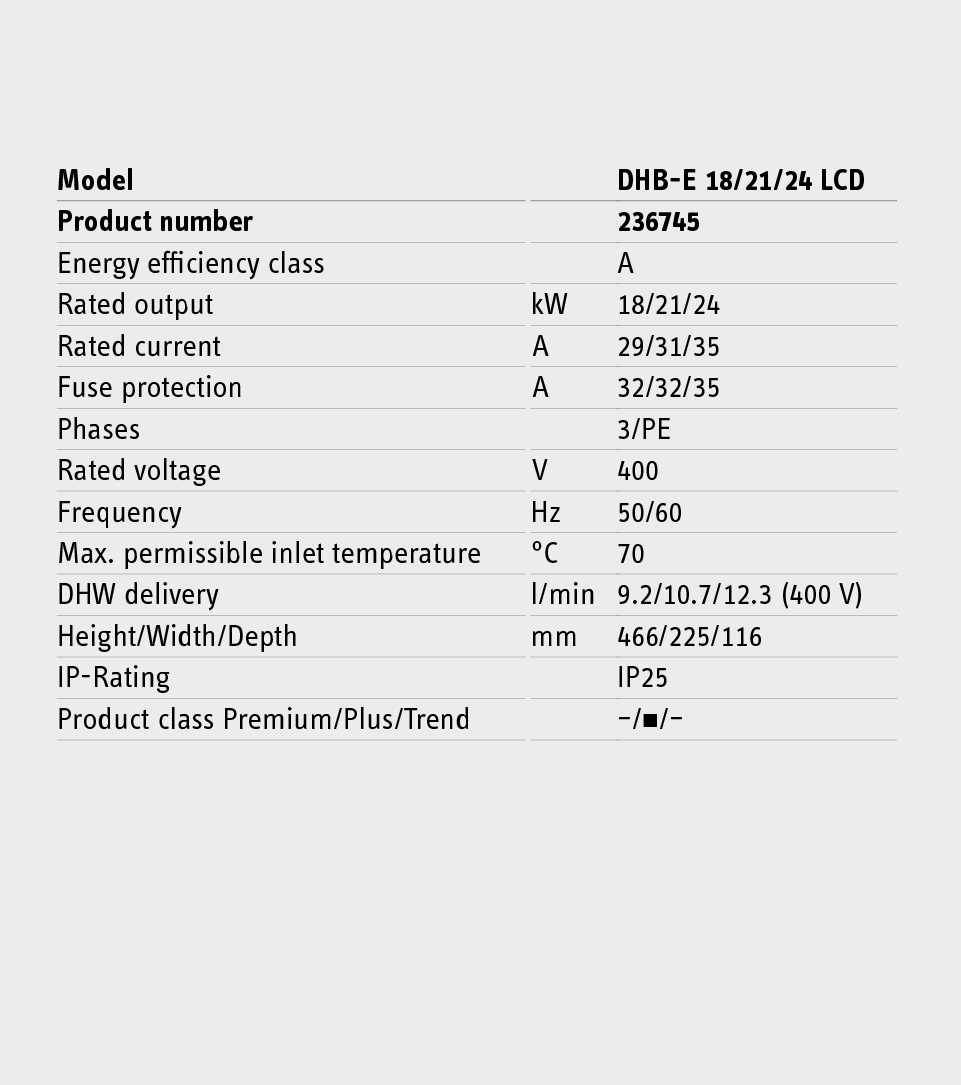 Model DHB-E 18/21/24 LCD
Product number 236745
Energy efficiency class A
Rated output kW 18/21/24
Rated current A 29/31/35
Fuse protection A 32/32/35
Phases 3/PE
Rated voltage V 400
Frequency Hz 50/60
Max. permissible inlet temperature °C 70
DHW delivery l/min 9.2/10.7/12.3 (400 V)
Height/Width/Depth mm 466/225/116
IP-Rating IP25
Product class Premium/Plus/Trend –/■/–